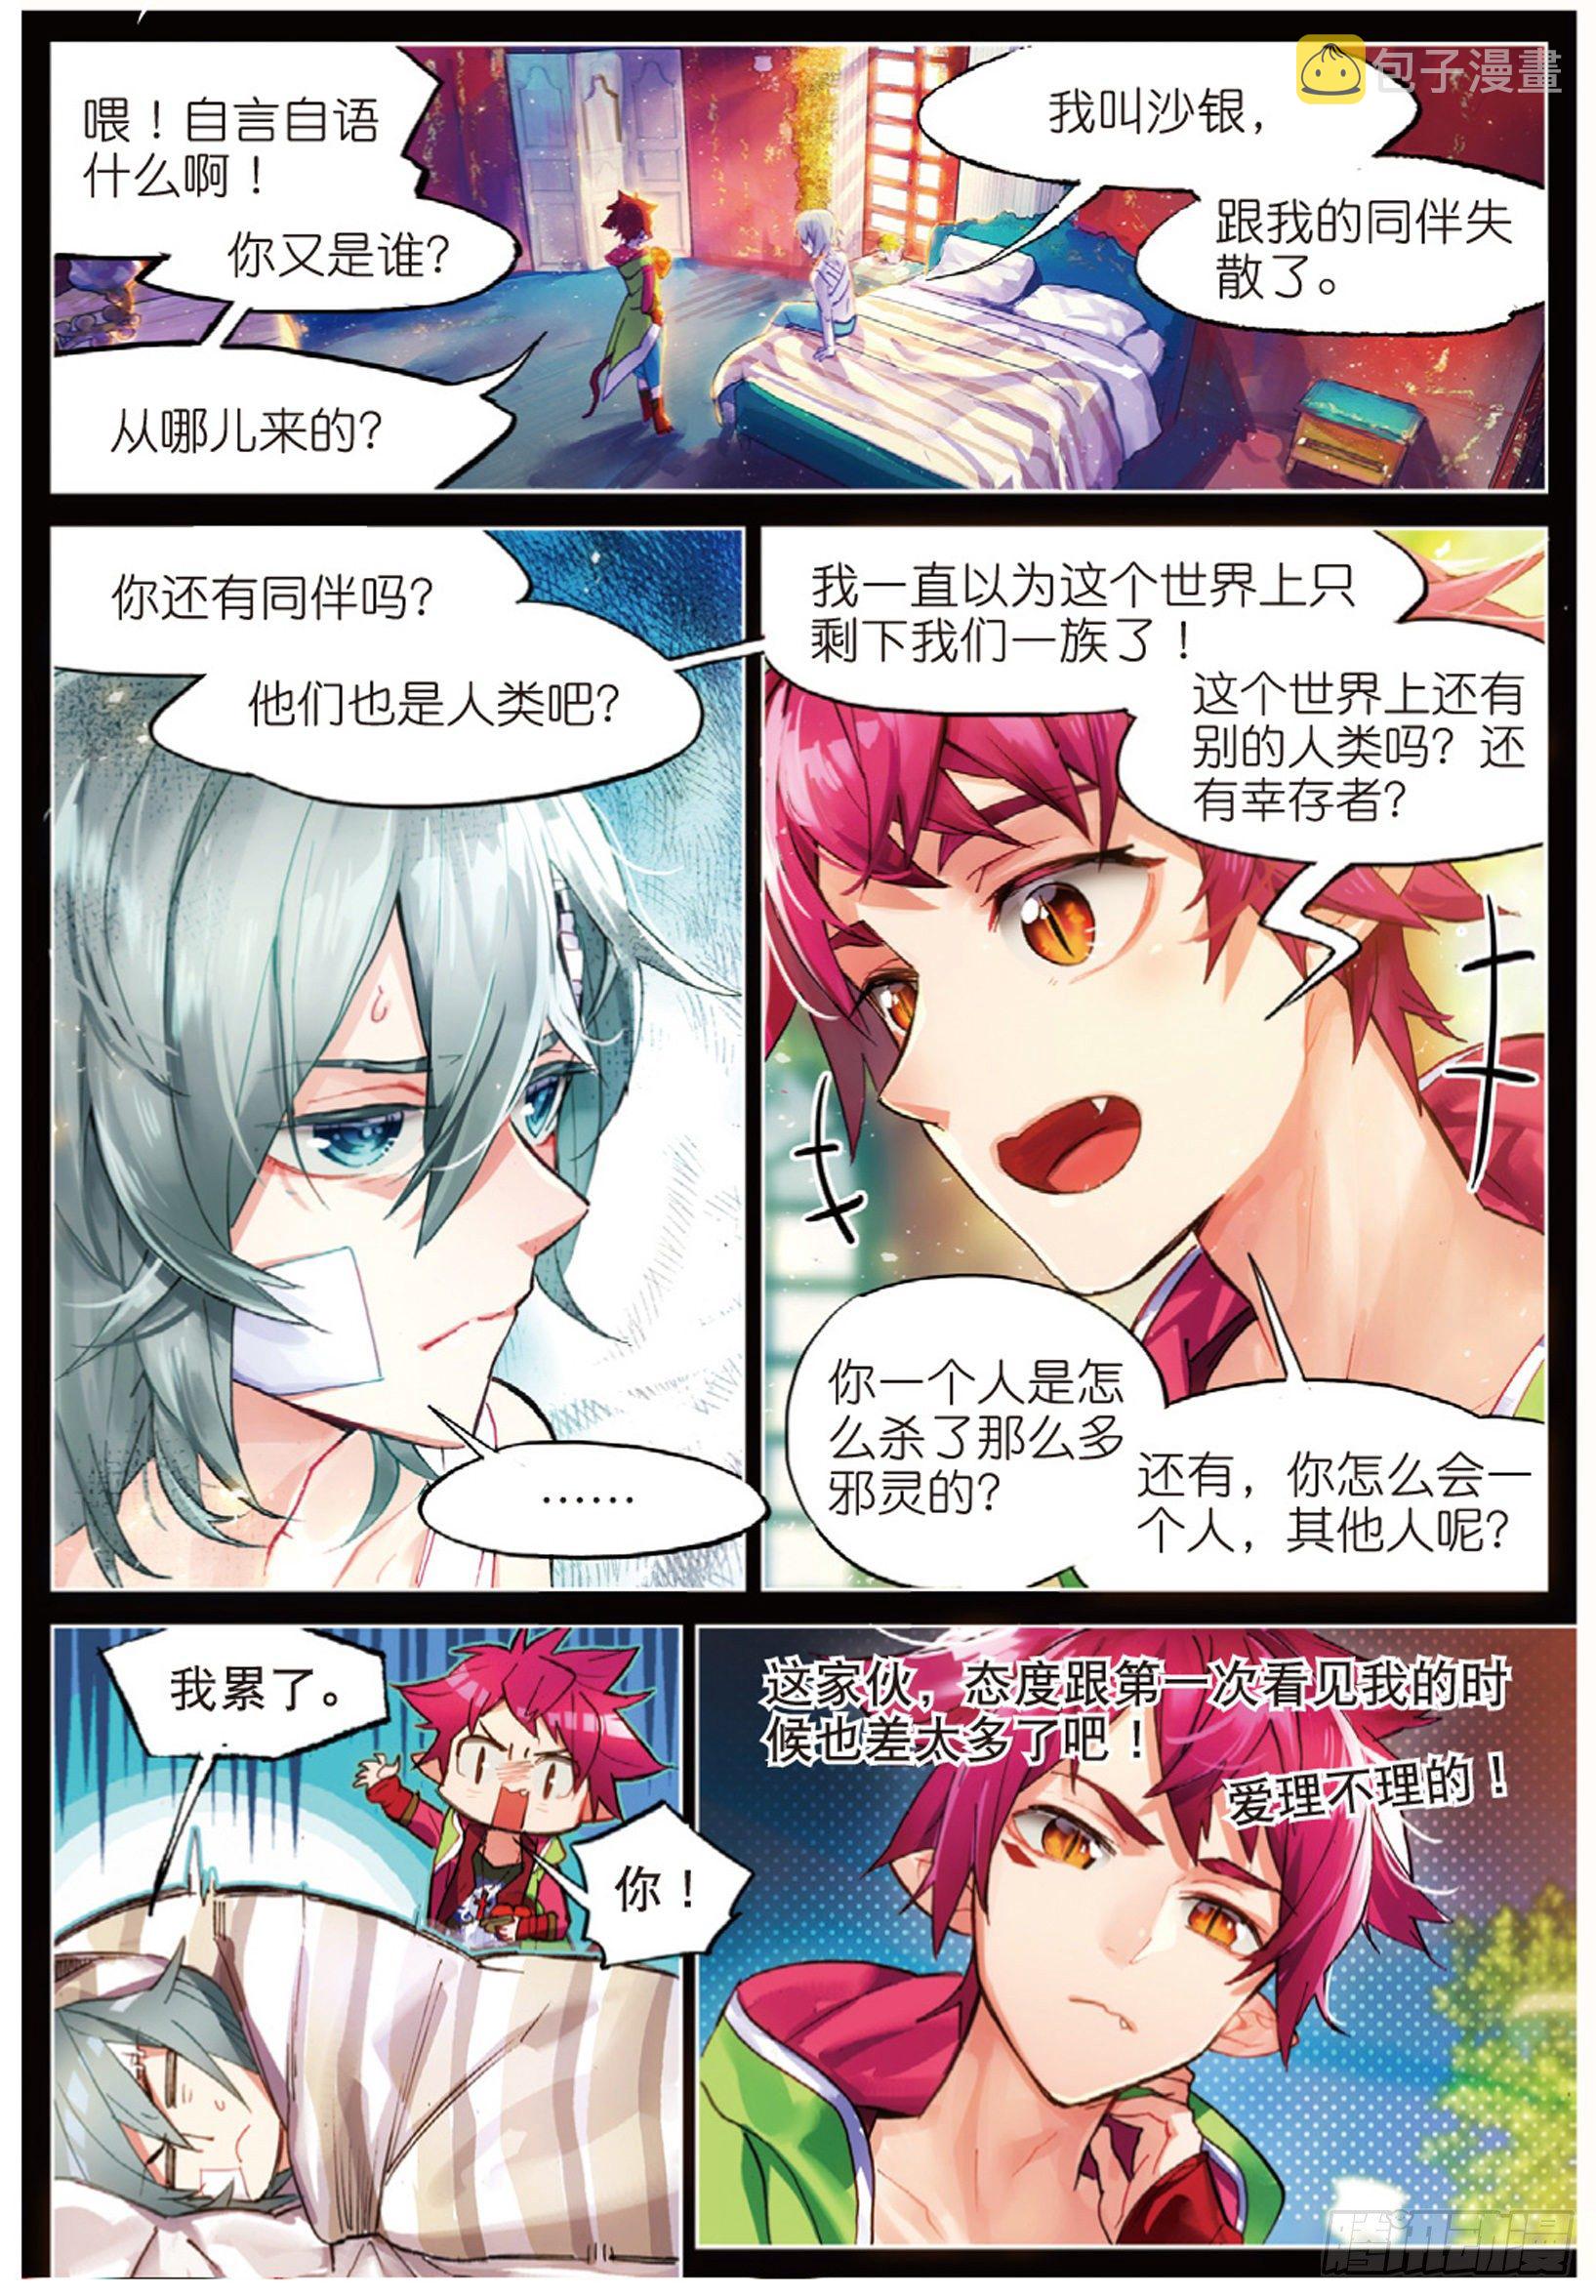 包子漫畫
喂！自言自语
什么啊！
你又是谁？
从哪儿来的？
我叫沙银，
跟我的同伴失
散了。
你还有同伴吗？
他们也是人类吧？
……
我一直以为这个世界上只
剩下我们一族了！
这个世界上还有
别的人类吗？还
有幸存者？
你一个人是怎
么杀了那么多
邪灵的？
还有，你怎么会一
个人，其他人呢？
我累了。
你！
这家伙，态度跟第一次看见我的时
候也差太多了吧！
爱理不理的！
腾讯动漫